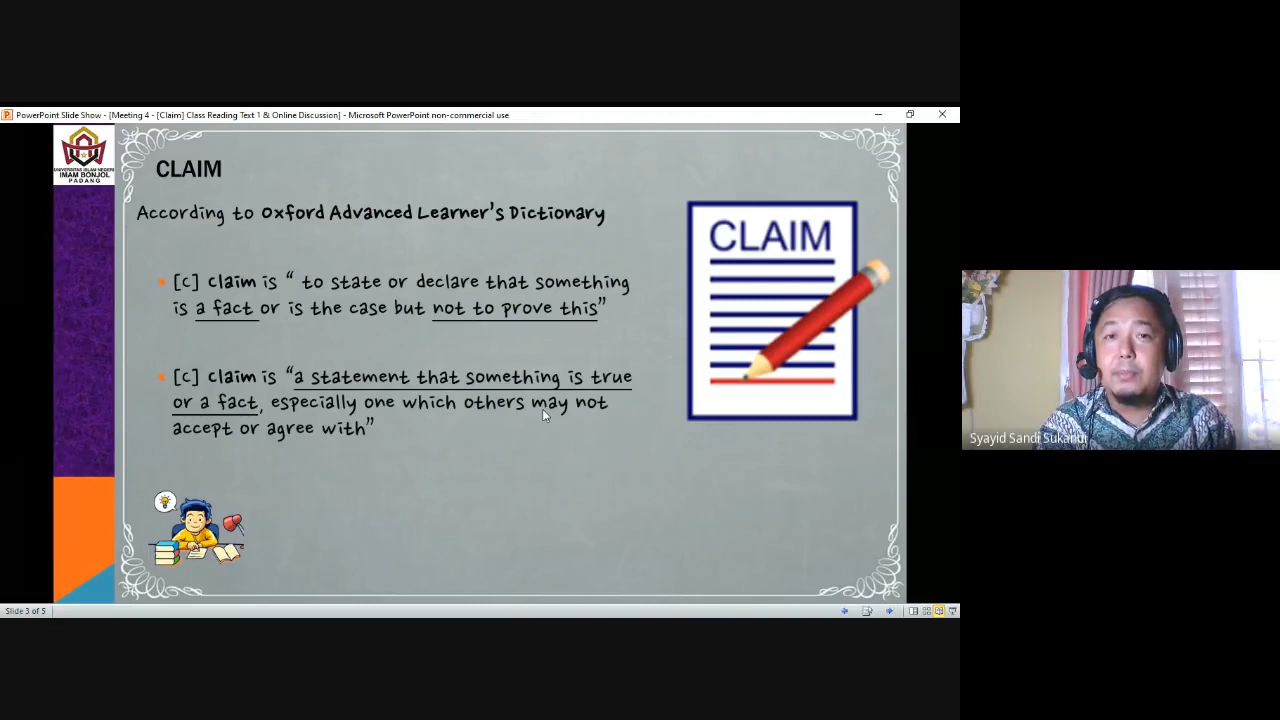 PowerPoint Slide Show - [Meeting 4 - [Claim] Class Reading Text 1 & Online Discussion] - Microsoft PowerPoint non-commercial use
UNIVERSITAS ISLAM NEGERI
IMAM BONJOL
PADANG
CLAIM
According to Oxford Advanced Learner's Dictionary
[c] Claim is “ to state or declare that something
is a fact or is the case but not to prove this”
[c] Claim is “a statement that something is true
or a fact, especially one which others may not
accept or agree with”
CLAIM
Syayid Sandi Sukandi
Slide 3 of 5